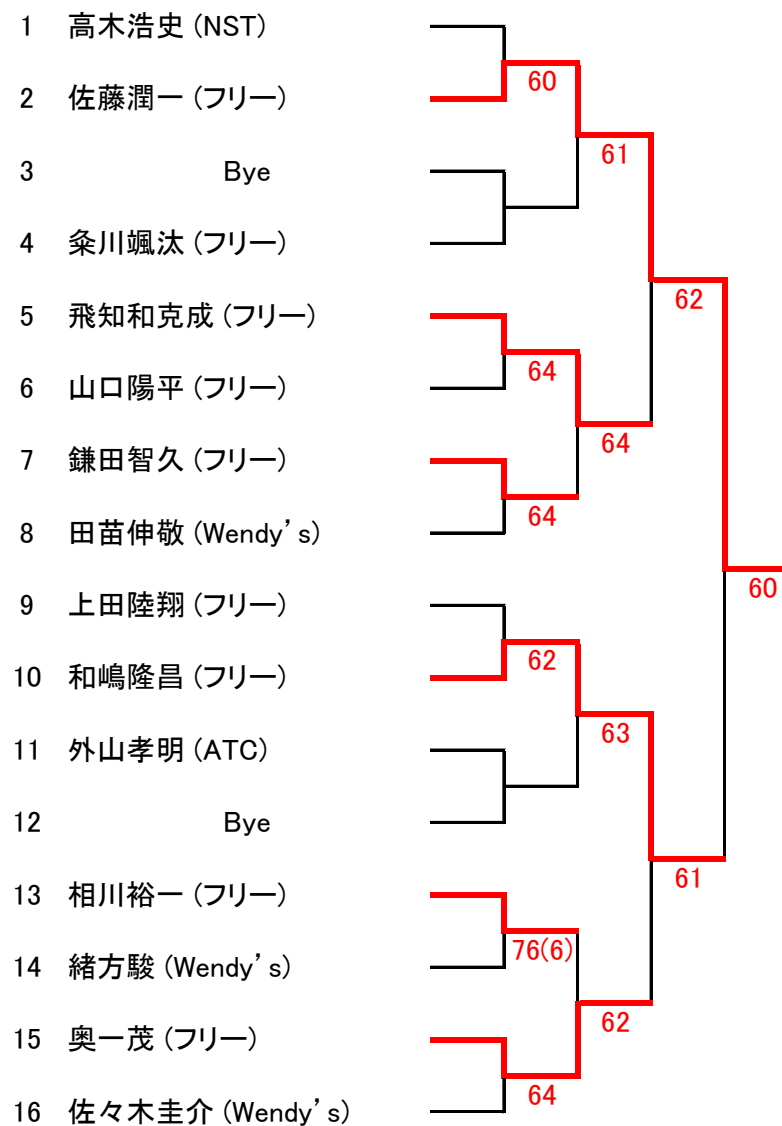 1 高木浩史 (NST)
60
2 佐藤潤一 (フリー)
61
3 Bye
4 粂川颯汰 (フリー)
62
5 飛知和克成 (フリー)
64
6 山口陽平 (フリー)
64
7 鎌田智久 (フリー)
64
8 田苗伸敬 (Wendy's)
60
9 上田陸翔 (フリー)
62
10 和嶋隆昌 (フリー)
63
11 外山孝明 (ATC)
12 Bye
61
13 相川裕一 (フリー)
76(6)
14 緒方駿 (Wendy's)
62
15 奥一茂 (フリー)
64
16 佐々木圭介 (Wendy's)